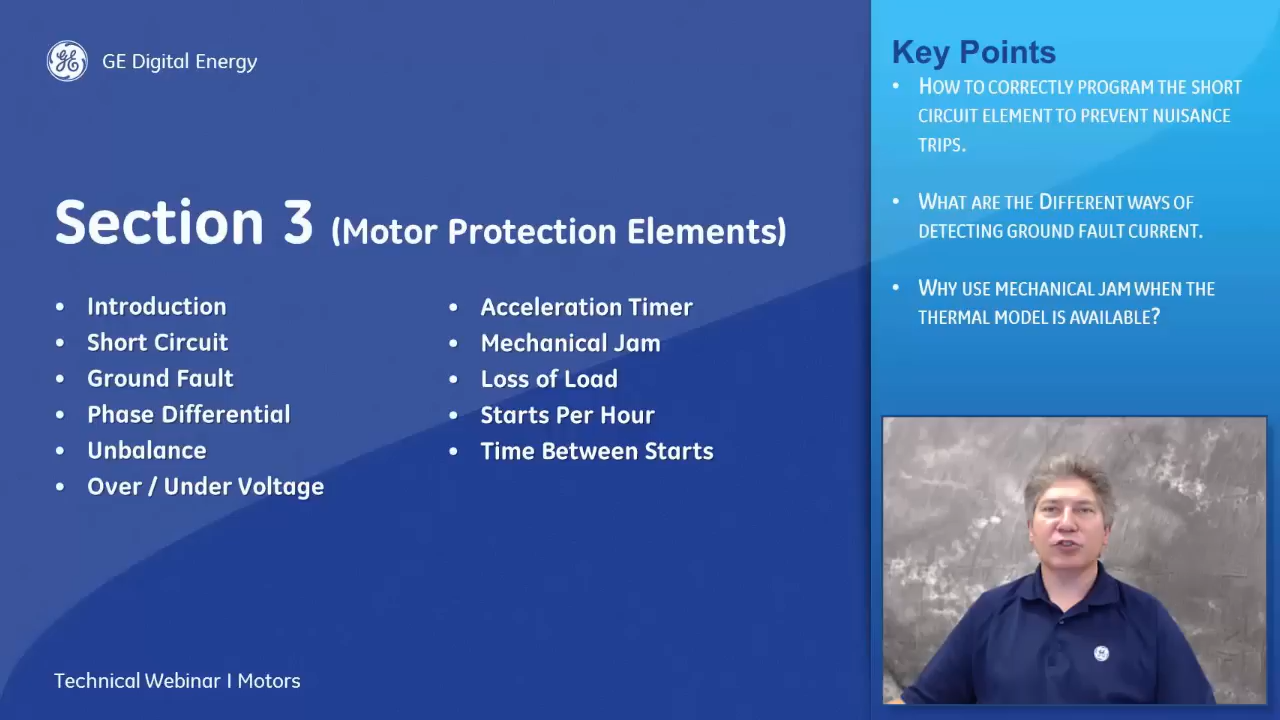 GE Digital Energy
Section 3 (Motor Protection Elements)
• Introduction
• Short Circuit
• Ground Fault
• Phase Differential
• Unbalance
• Over / Under Voltage
• Acceleration Timer
• Mechanical Jam
• Loss of Load
• Starts Per Hour
• Time Between Starts
Technical Webinar I Motors
Key Points
• How to correctly program the short
circuit element to prevent nuisance
trips.
• What are the Different ways of
detecting ground fault current.
• Why use mechanical jam when the
thermal model is available?